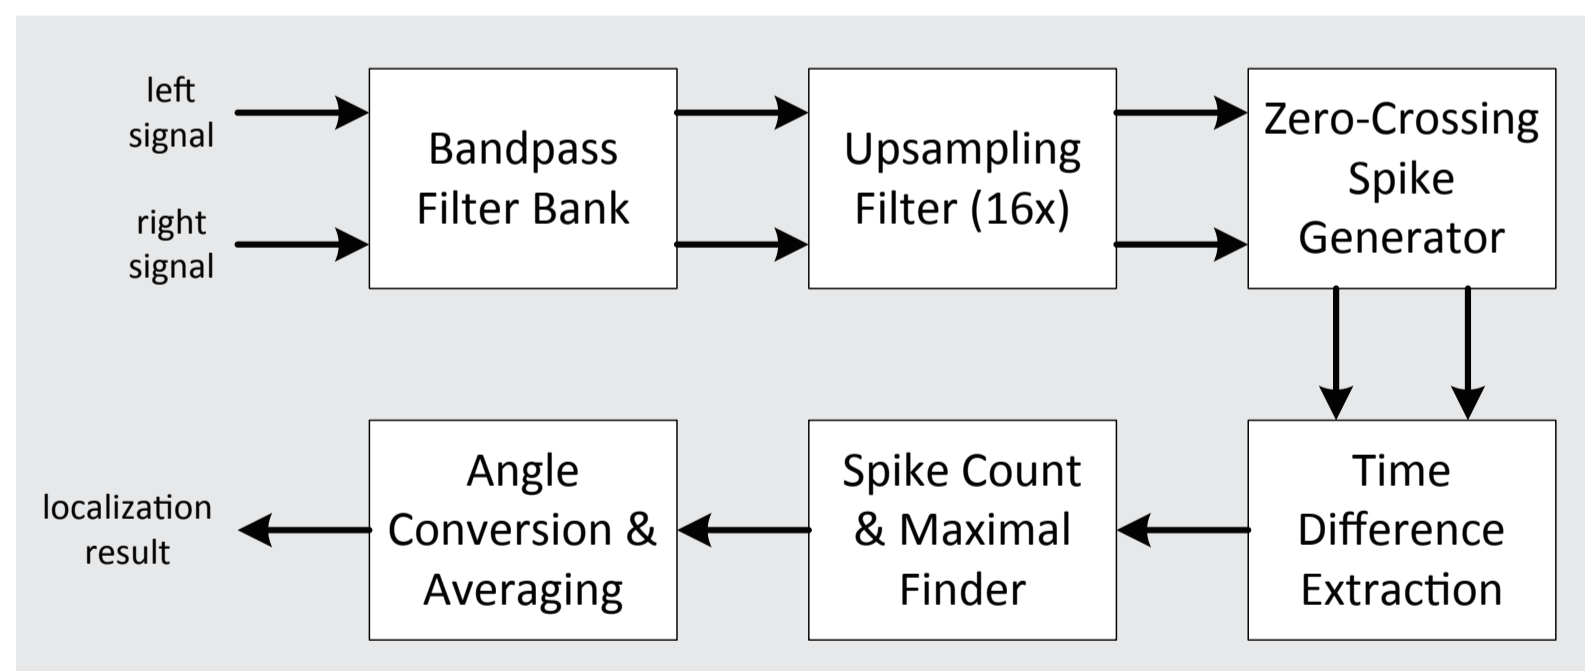 left
signal
right
signal
Bandpass
Filter Bank
Upsampling
Filter (16x)
Zero-Crossing
Spike
Generator
Time
Difference
Extraction
Spike Count
& Maximal
Finder
Angle
Conversion &
Averaging
localization
result